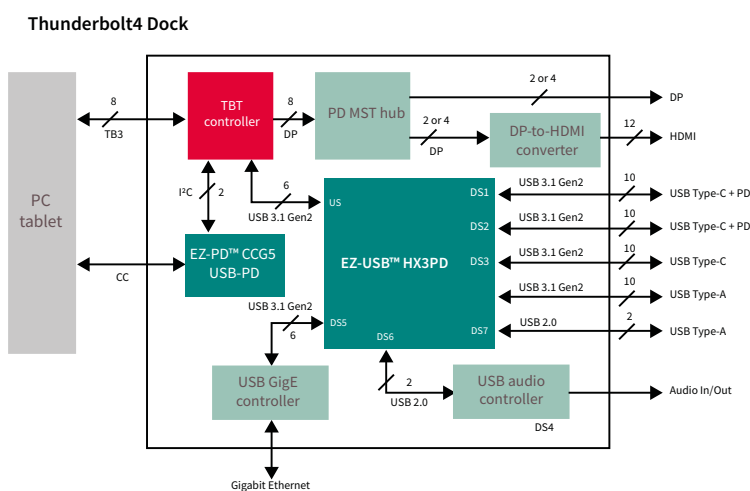 Thunderbolt4 Dock
PC
tablet
8
TB3
TBT
controller
8
DP
PD MST hub
2 or 4
DP
2 or 4
DP
DP-to-HDMI
converter
12
HDMI
I²C
2
6
USB 3.1 Gen2
CC
EZ-PD™ CCG5
USB-PD
US
EZ-USB™ HX3PD
DS1
DS2
DS3
DS5
DS6
DS7
USB 3.1 Gen2
10
USB Type-C + PD
USB 3.1 Gen2
10
USB Type-C + PD
USB 3.1 Gen2
10
USB Type-C
USB 3.1 Gen2
10
USB Type-A
USB 2.0
2
USB Type-A
USB 3.1 Gen2
6
USB GigE
controller
2
USB 2.0
USB audio
controller
DS4
Audio In/Out
Gigabit Ethernet